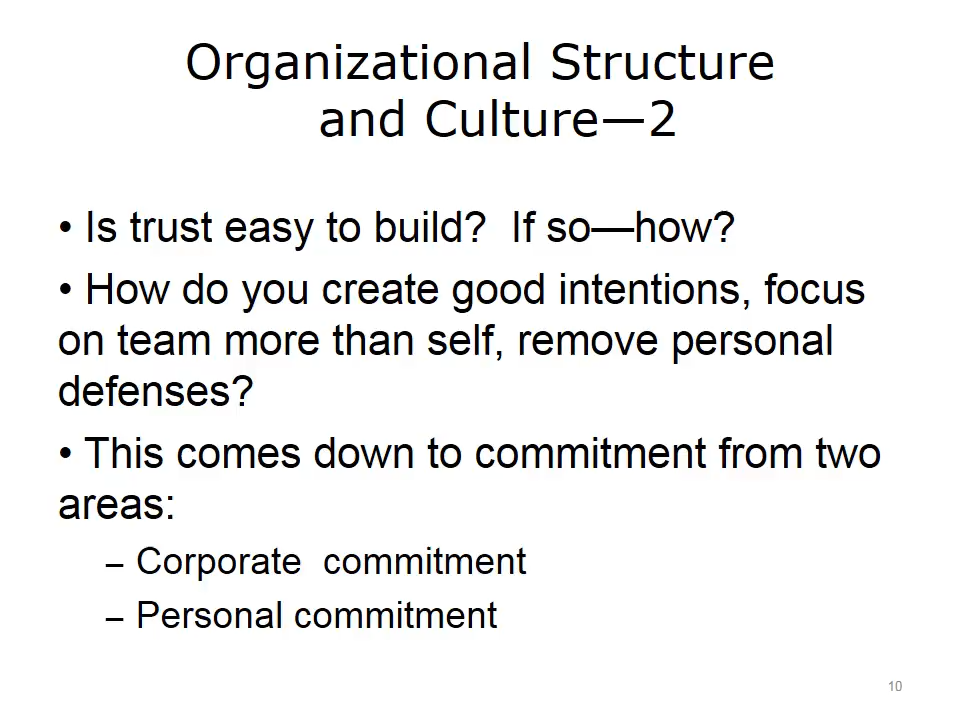 Organizational Structure
and Culture—2
• Is trust easy to build?  If so—how?
• How do you create good intentions, focus
on team more than self, remove personal
defenses?
• This comes down to commitment from two
areas:
– Corporate  commitment
– Personal commitment
10